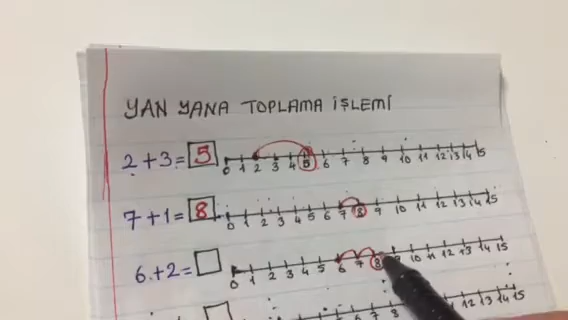 YAN YANA TOPLAMA İŞLEMİ
2+3=5 0 1 2 3 4 5 6 7 8 9 10 11 12 13 14 15
7+1=8 0 1 2 3 4 5 6 7 8 9 10 11 12 13 14 15
6+2= 0 1 2 3 4 5 6 7 8 9 10 11 12 13 14 15
14 15